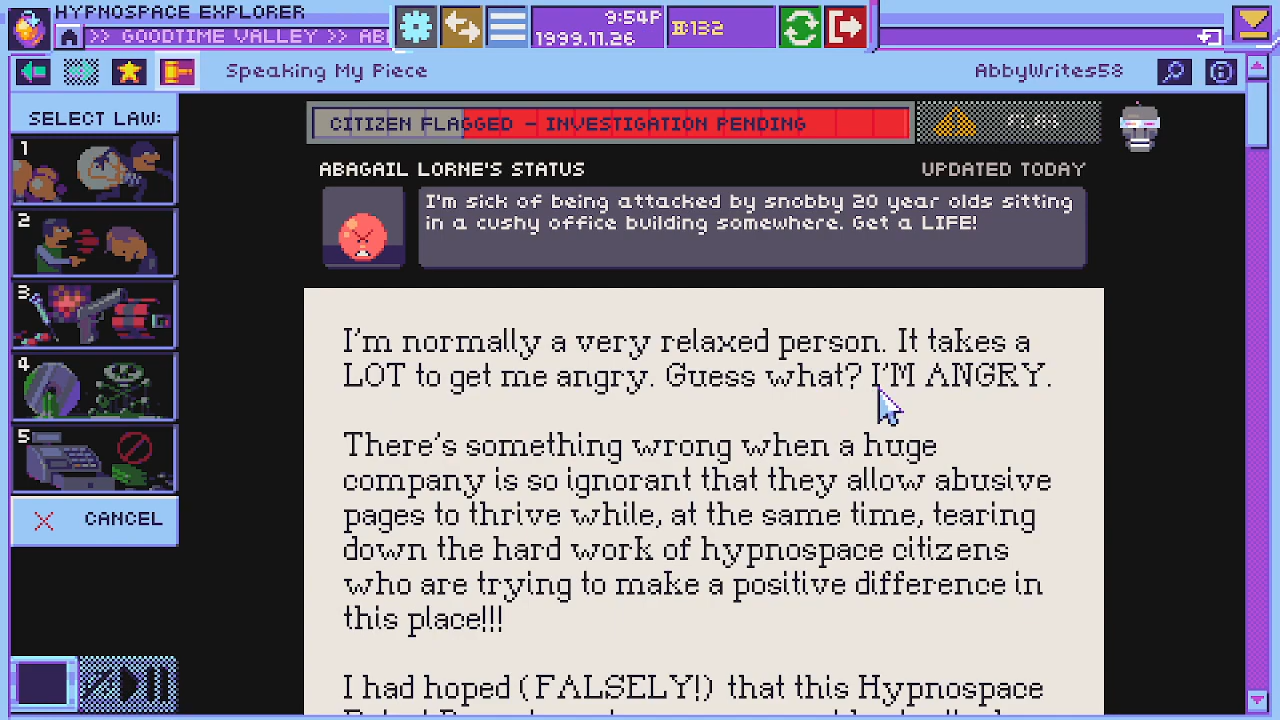 HYPNOSPACE EXPLORER
>> GOODTIME VALLEY >> AB
9:54P
1999.11.26
132
Speaking My Piece
AbbyWrites58
SELECT LAW:
1
2
3
4
5
CANCEL
CITIZEN FLAGGED - INVESTIGATION PENDING
ABAGAIL LORNE'S STATUS
UPDATED TODAY
I'm sick of being attacked by snobby 20 year olds sitting
in a cushy office building somewhere. Get a LIFE!
I'm normally a very relaxed person. It takes a
LOT to get me angry. Guess what? I'M ANGRY.
There's something wrong when a huge
company is so ignorant that they allow abusive
pages to thrive while, at the same time, tearing
down the hard work of hypnospace citizens
who are trying to make a positive difference in
this place!!!
I had hoped (FALSELY!) that this Hypnospace